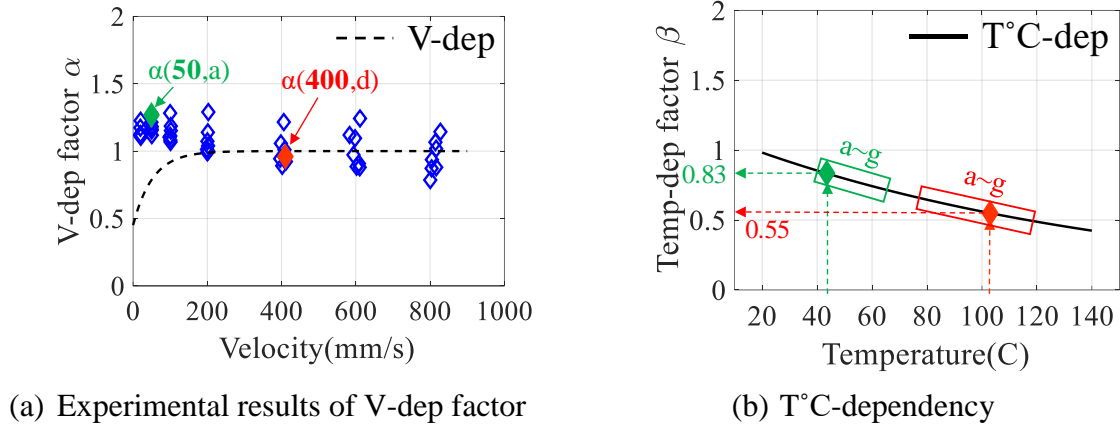 2
1.5
1
0.5
0
V-dep factor α
V-dep
α(50,a)
α(400,d)
0 200 400 600 800 1000
Velocity(mm/s)
(a) Experimental results of V-dep factor
2
1.5
1
0.5
0
Temp-dep factor β
T°C-dep
a~g
a~g
0.83
0.55
20 40 60 80 100 120 140
Temperature(C)
(b) T°C-dependency